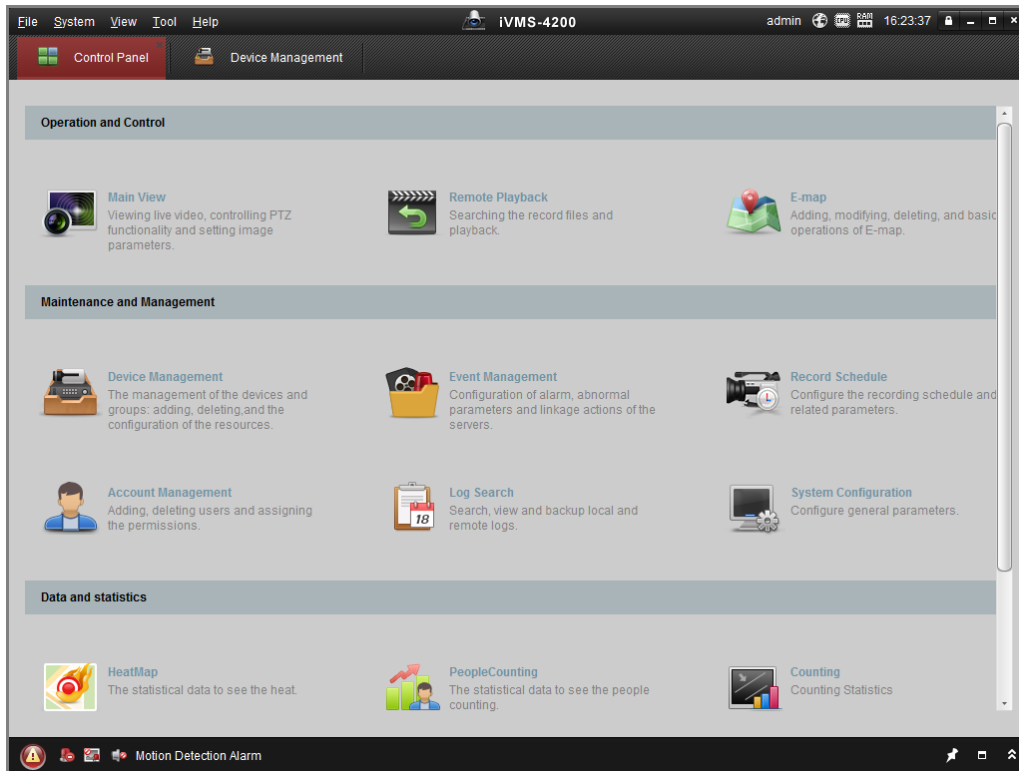 File System View Tool Help iVMS-4200 admin CPU RAM 16:23:37
Control Panel Device Management
Operation and Control
Main View
Viewing live video, controlling PTZ
functionality and setting image
parameters.
Remote Playback
Searching the record files and
playback.
E-map
Adding, modifying, deleting, and basic
operations of E-map.
Maintenance and Management
Device Management
The management of the devices and
groups: adding, deleting,and the
configuration of the resources.
Event Management
Configuration of alarm, abnormal
parameters and linkage actions of the
servers.
Record Schedule
Configure the recording schedule and
related parameters.
Account Management
Adding, deleting users and assigning
the permissions.
18
Log Search
Search, view and backup local and
remote logs.
System Configuration
Configure general parameters.
Data and statistics
HeatMap
The statistical data to see the heat.
PeopleCounting
The statistical data to see the people
counting.
Counting
Counting Statistics
Motion Detection Alarm